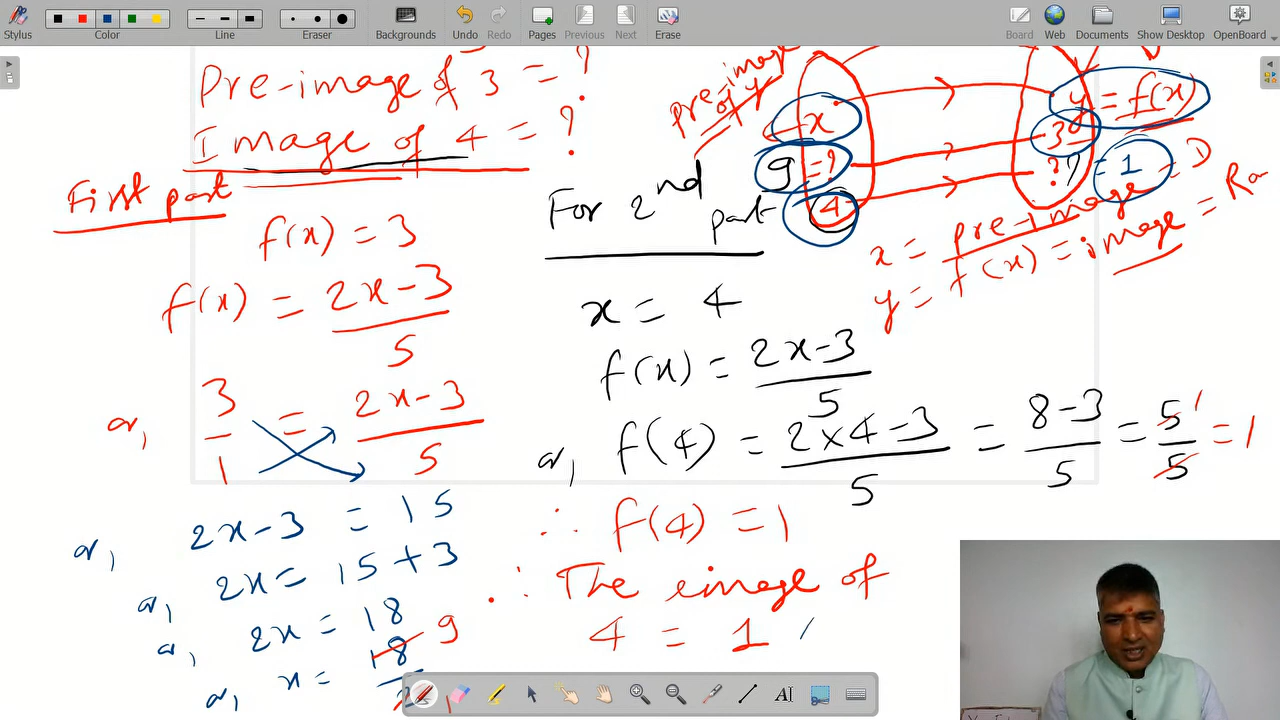 Stylus Color Line Eraser Backgrounds Undo Redo Pages Previous Next Erase Board Web Documents Show Desktop OpenBoard
Pre-image of 3 = ?
Image of 4 = ?
First part
f(x) = 3
f(x) = 2x-3/5
or, 3/1 = 2x-3/5
or, 2x-3 = 15
or, 2x = 15+3
or, 2x = 18
or, x = 18 9
Pre-image
of y
x
9 = ?
4
y = f(x)
3
?? = 1
x = pre-image = D
y = f(x) = image = Ra
For 2nd
part
x = 4
f(x) = 2x-3/5
or, f(4) = 2×4-3/5 = 8-3/5 = 5/5 1 = 1
∴ f(4) = 1
∴ The eimage of
4 = 1
AI